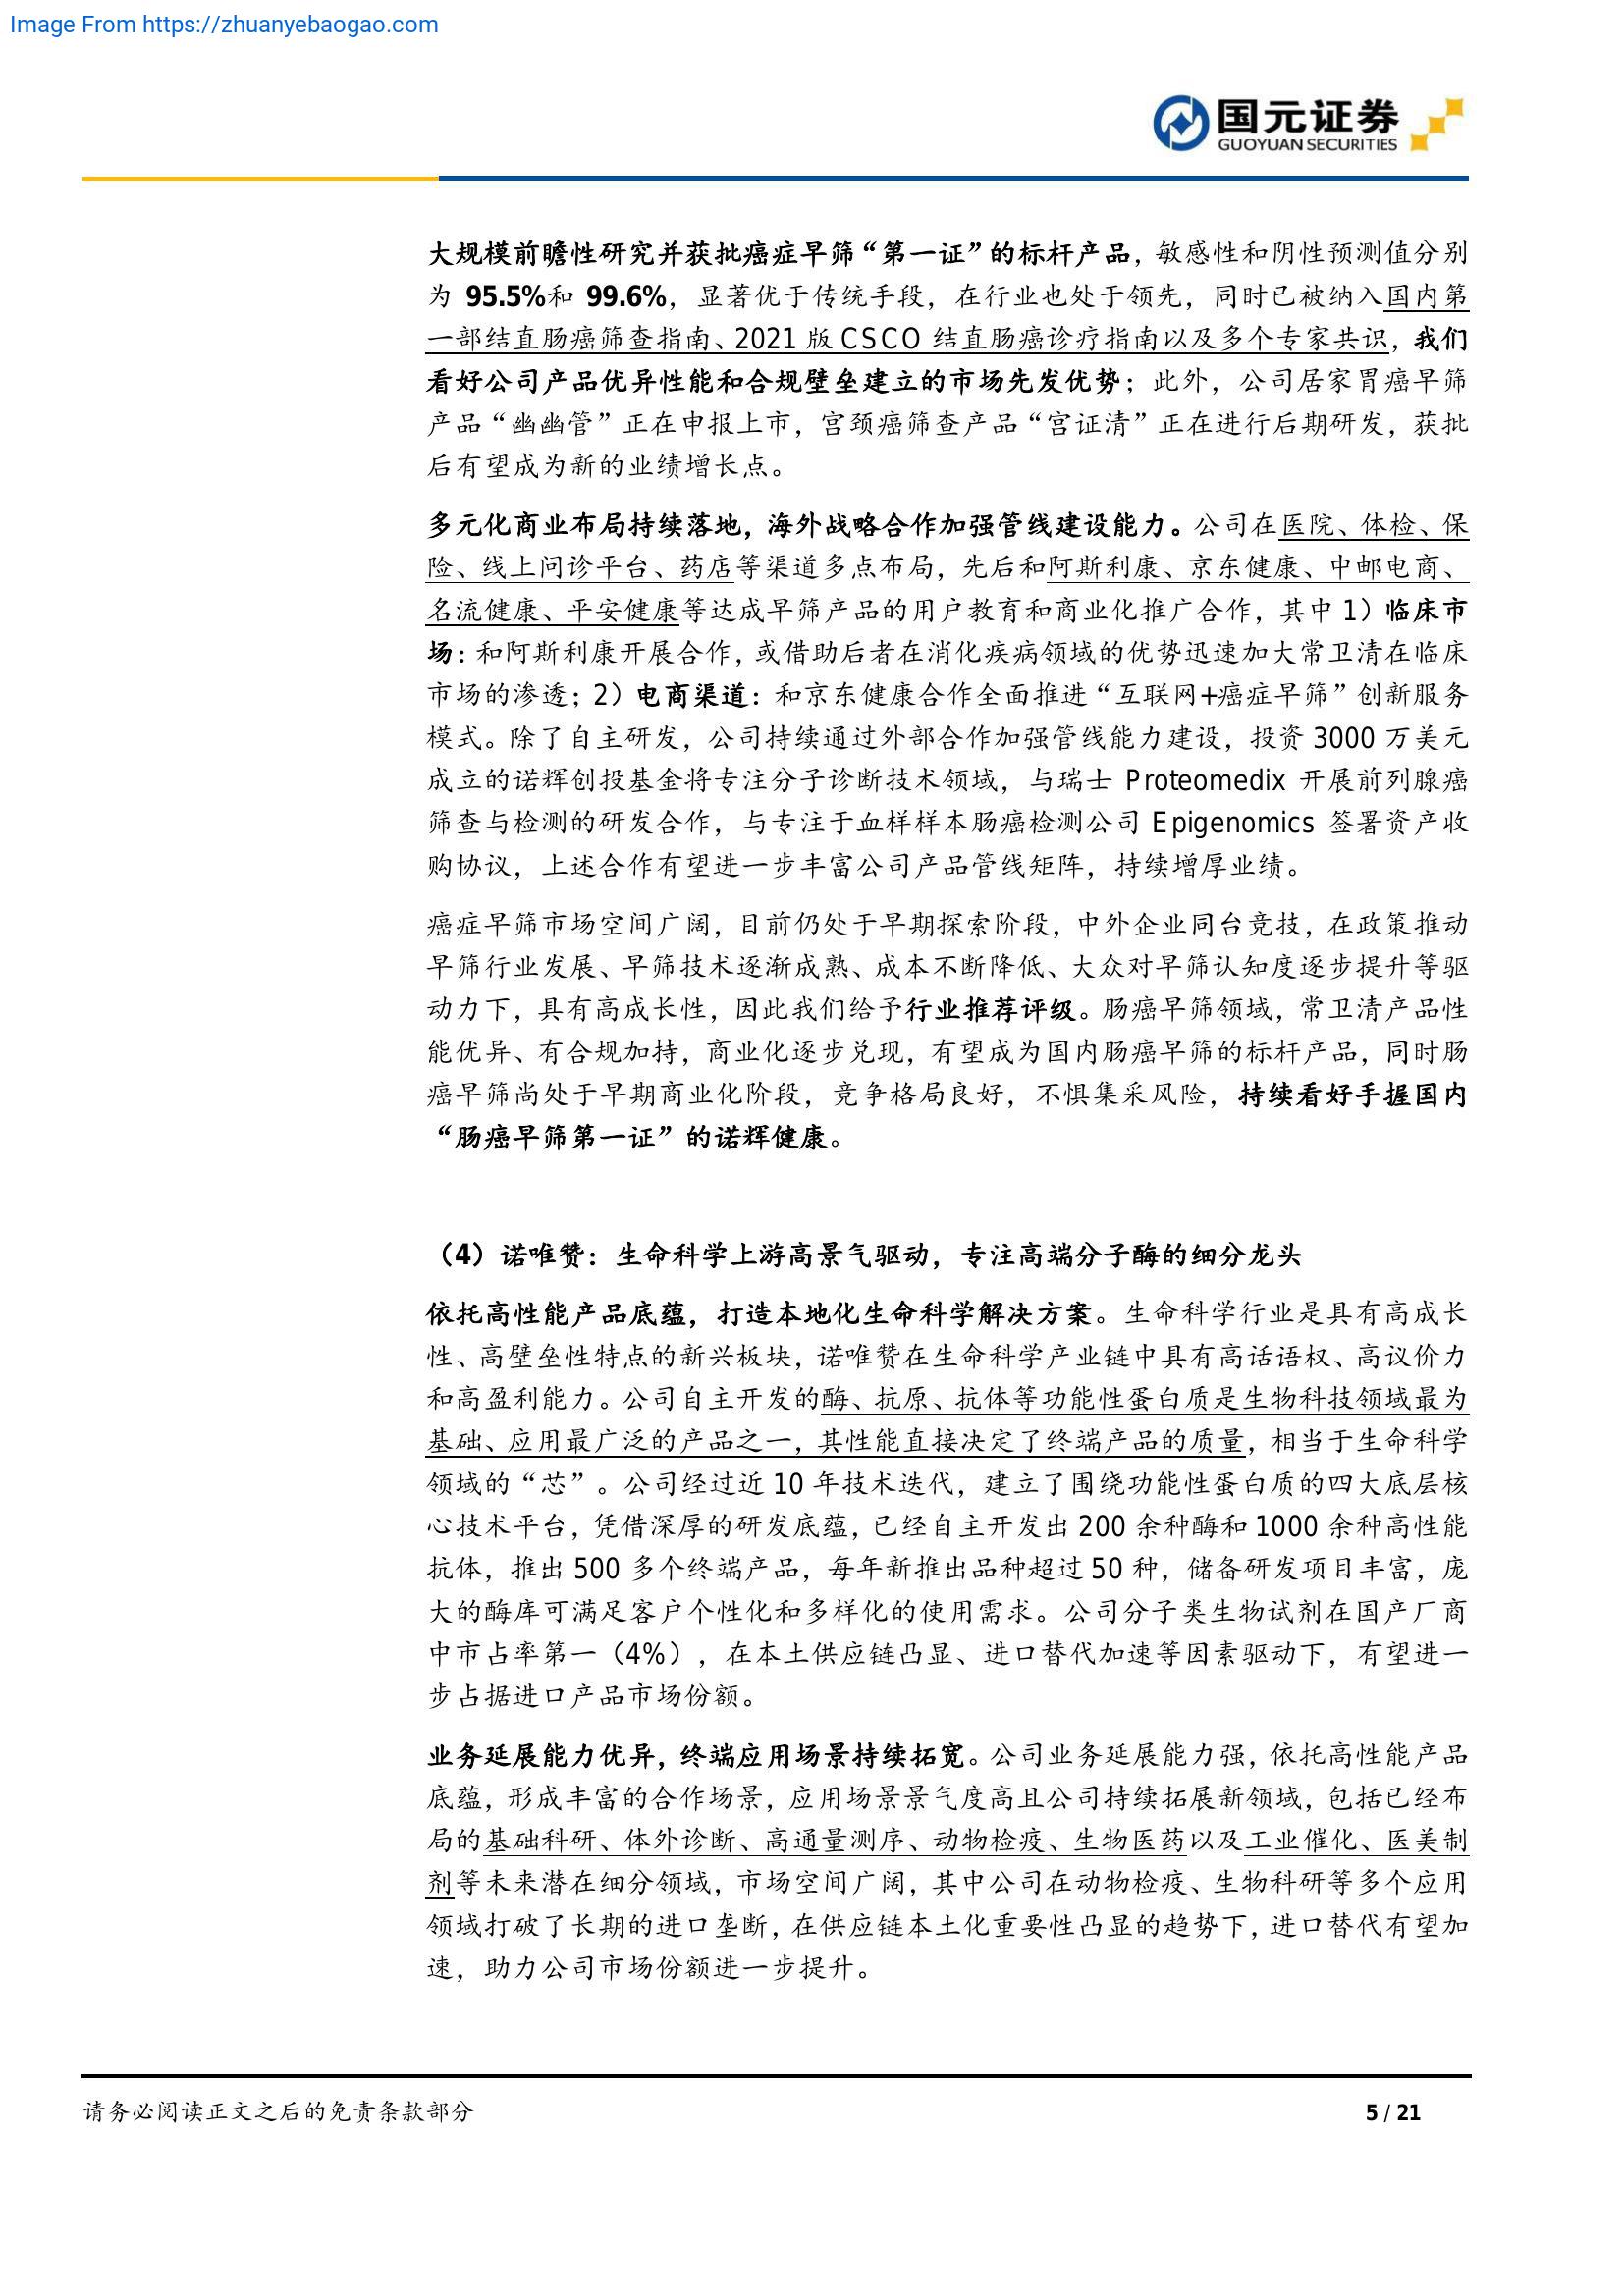 Image From https://zhuanyebaogao.com
国元证券
GUOYUAN SECURITIES
大规模前瞻性研究并获批癌症早筛“第一证”的标杆产品，敏感性和阴性预测值分别
为 95.5%和 99.6%，显著优于传统手段，在行业也处于领先，同时已被纳入国内第
一部结直肠癌筛查指南、2021 版 CSCO 结直肠癌诊疗指南以及多个专家共识，我们
看好公司产品优异性能和合规壁垒建立的市场先发优势；此外，公司居家胃癌早筛
产品“幽幽管”正在申报上市，宫颈癌筛查产品“宫证清”正在进行后期研发，获批
后有望成为新的业绩增长点。
多元化商业布局持续落地，海外战略合作加强管线建设能力。公司在医院、体检、保
险、线上问诊平台、药店等渠道多点布局，先后和阿斯利康、京东健康、中邮电商、
名流健康、平安健康等达成早筛产品的用户教育和商业化推广合作，其中 1）临床市
场：和阿斯利康开展合作，或借助后者在消化疾病领域的优势迅速加大常卫清在临床
市场的渗透；2）电商渠道：和京东健康合作全面推进“互联网+癌症早筛”创新服务
模式。除了自主研发，公司持续通过外部合作加强管线能力建设，投资 3000 万美元
成立的诺辉创投基金将专注分子诊断技术领域，与瑞士 Proteomedix 开展前列腺癌
筛查与检测的研发合作，与专注于血样样本肠癌检测公司 Epigenomics 签署资产收
购协议，上述合作有望进一步丰富公司产品管线矩阵，持续增厚业绩。
癌症早筛市场空间广阔，目前仍处于早期探索阶段，中外企业同台竞技，在政策推动
早筛行业发展、早筛技术逐渐成熟、成本不断降低、大众对早筛认知度逐步提升等驱
动力下，具有高成长性，因此我们给予行业推荐评级。肠癌早筛领域，常卫清产品性
能优异、有合规加持，商业化逐步兑现，有望成为国内肠癌早筛的标杆产品，同时肠
癌早筛尚处于早期商业化阶段，竞争格局良好，不惧集采风险，持续看好手握国内
“肠癌早筛第一证”的诺辉健康。
（4）诺唯赞：生命科学上游高景气驱动，专注高端分子酶的细分龙头
依托高性能产品底蕴，打造本地化生命科学解决方案。生命科学行业是具有高成长
性、高壁垒性特点的新兴板块，诺唯赞在生命科学产业链中具有高话语权、高议价力
和高盈利能力。公司自主开发的酶、抗原、抗体等功能性蛋白质是生物科技领域最为
基础、应用最广泛的产品之一，其性能直接决定了终端产品的质量，相当于生命科学
领域的“芯”。公司经过近 10 年技术迭代，建立了围绕功能性蛋白质的四大底层核
心技术平台，凭借深厚的研发底蕴，已经自主开发出 200 余种酶和 1000 余种高性能
抗体，推出 500 多个终端产品，每年新推出品种超过 50 种，储备研发项目丰富，庞
大的酶库可满足客户个性化和多样化的使用需求。公司分子类生物试剂在国产厂商
中市占率第一（4%），在本土供应链凸显、进口替代加速等因素驱动下，有望进一
步占据进口产品市场份额。
业务延展能力优异，终端应用场景持续拓宽。公司业务延展能力强，依托高性能产品
底蕴，形成丰富的合作场景，应用场景景气度高且公司持续拓展新领域，包括已经布
局的基础科研、体外诊断、高通量测序、动物检疫、生物医药以及工业催化、医美制
剂等未来潜在细分领域，市场空间广阔，其中公司在动物检疫、生物科研等多个应用
领域打破了长期的进口垄断，在供应链本土化重要性凸显的趋势下，进口替代有望加
速，助力公司市场份额进一步提升。
请务必阅读正文之后的免责条款部分
5 / 21